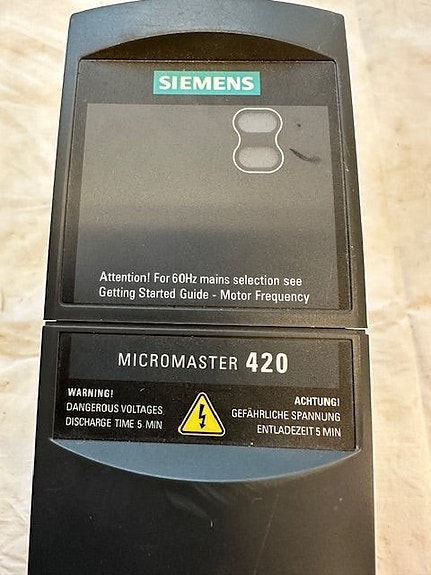 SIEMENS
Attention! For 60Hz mains selection see
Getting Started Guide - Motor Frequency
MICROMASTER 420
WARNING!
DANGEROUS VOLTAGES
DISCHARGE TIME 5 MIN
ACHTUNG!
GEFÄHRLICHE SPANNUNG
ENTLADEZEIT 5 MIN